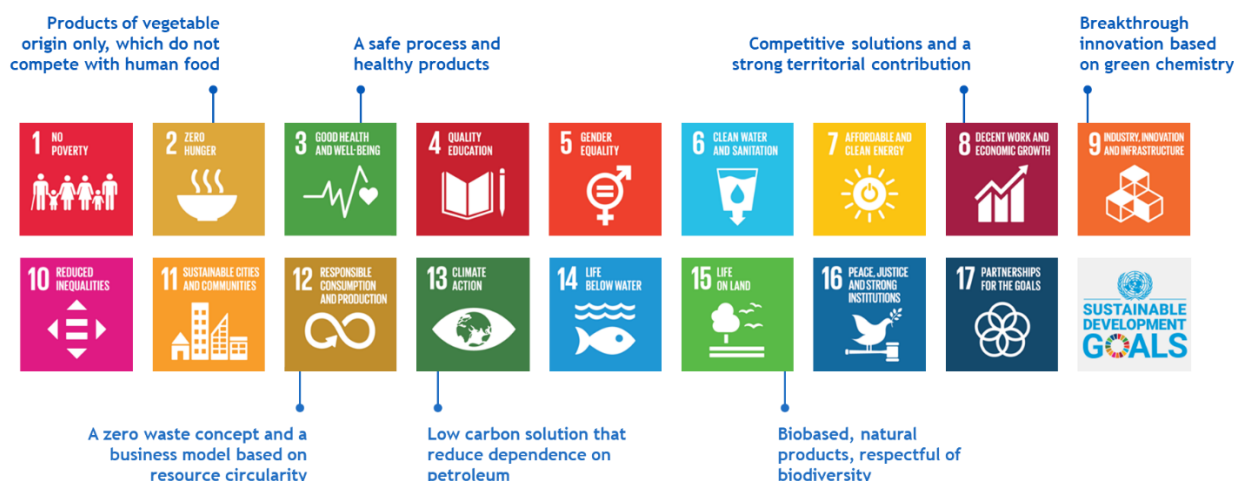 Products of vegetable
origin only, which do not
compete with human food
A safe process and
healthy products
Competitive solutions and a
strong territorial contribution
Breakthrough
innovation based
on green chemistry
1 NO
POVERTY
2 ZERO
HUNGER
3 GOOD HEALTH
AND WELL-BEING
4 QUALITY
EDUCATION
5 GENDER
EQUALITY
6 CLEAN WATER
AND SANITATION
7 AFFORDABLE AND
CLEAN ENERGY
8 DECENT WORK AND
ECONOMIC GROWTH
9 INDUSTRY, INNOVATION
AND INFRASTRUCTURE
10 REDUCED
INEQUALITIES
11 SUSTAINABLE CITIES
AND COMMUNITIES
12 RESPONSIBLE
CONSUMPTION
AND PRODUCTION
13 CLIMATE
ACTION
14 LIFE
BELOW WATER
15 LIFE
ON LAND
16 PEACE, JUSTICE
AND STRONG
INSTITUTIONS
17 PARTNERSHIPS
FOR THE GOALS
SUSTAINABLE
DEVELOPMENT
GOALS
A zero waste concept and a
business model based on
resource circularity
Low carbon solution that
reduce dependence on
petroleum
Biobased, natural
products, respectful of
biodiversity